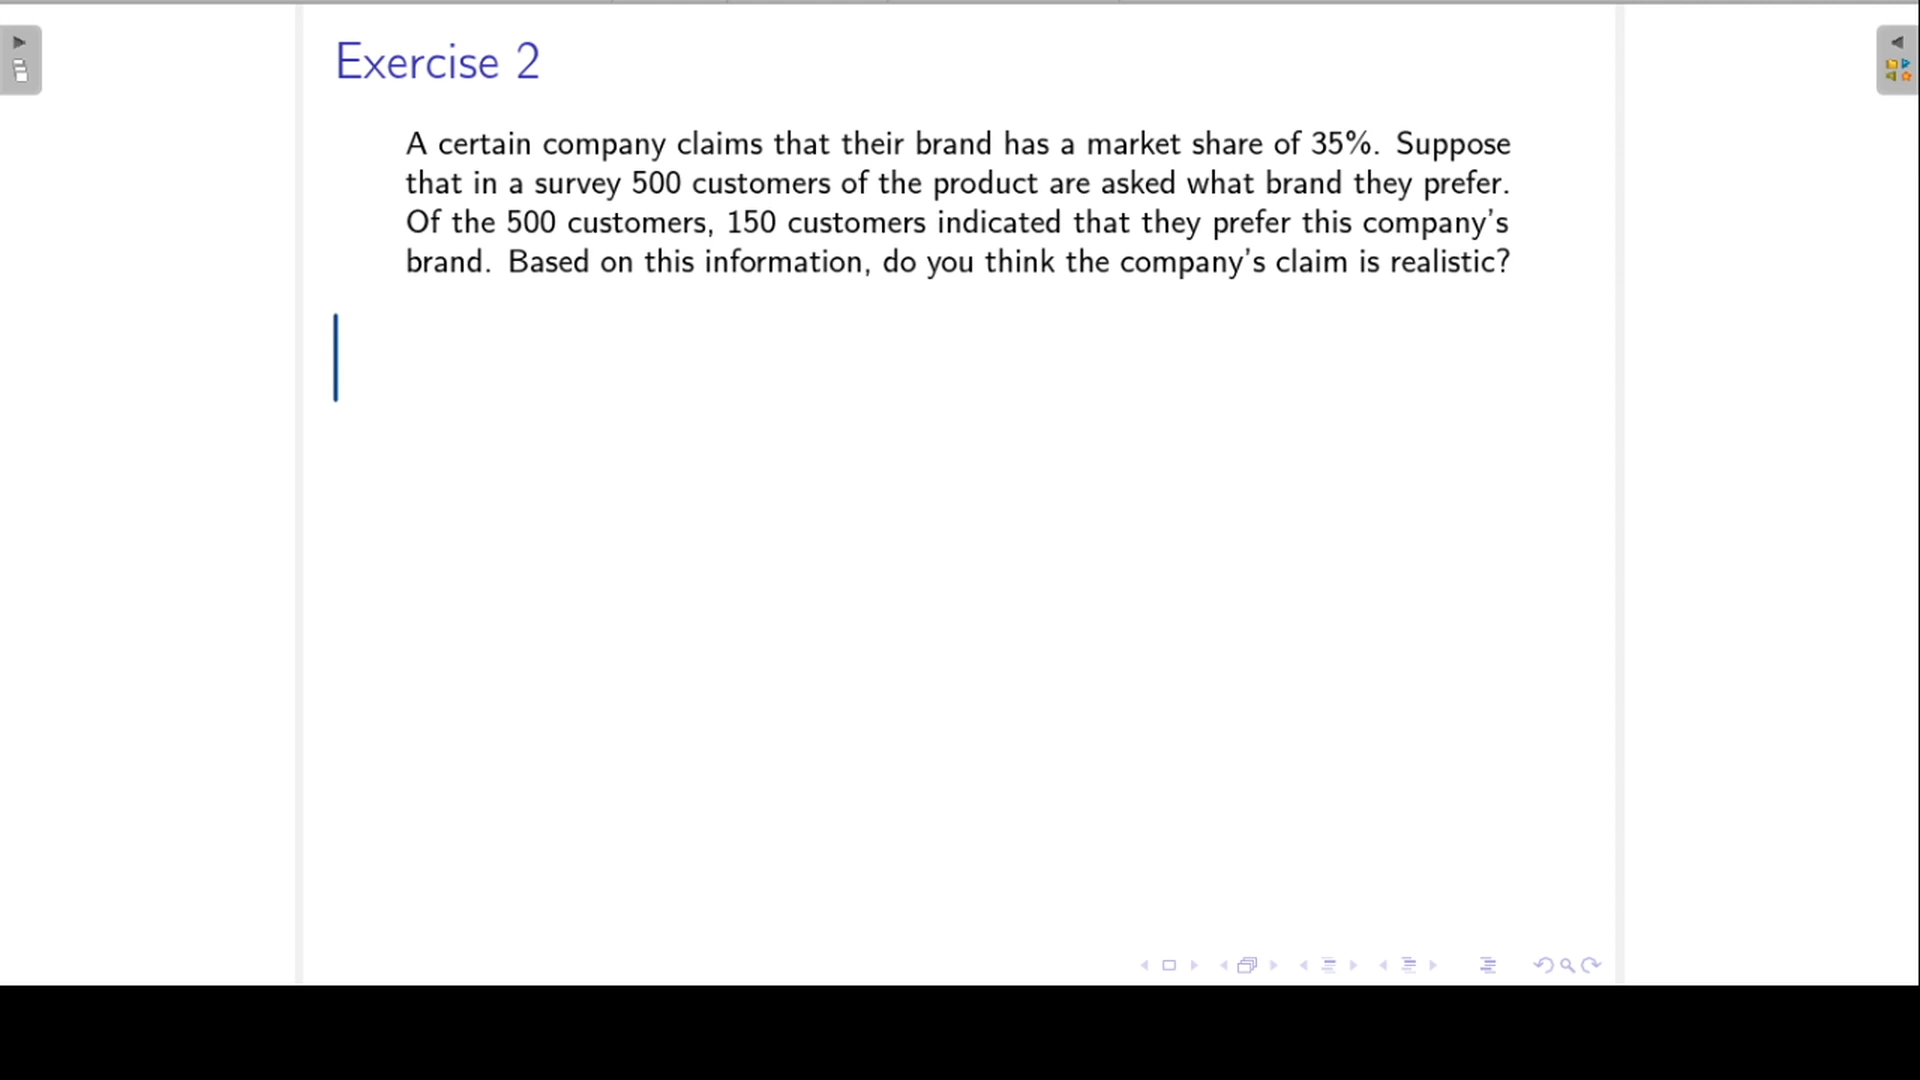 Exercise 2
A certain company claims that their brand has a market share of 35%. Suppose
that in a survey 500 customers of the product are asked what brand they prefer.
Of the 500 customers, 150 customers indicated that they prefer this company's
brand. Based on this information, do you think the company's claim is realistic?